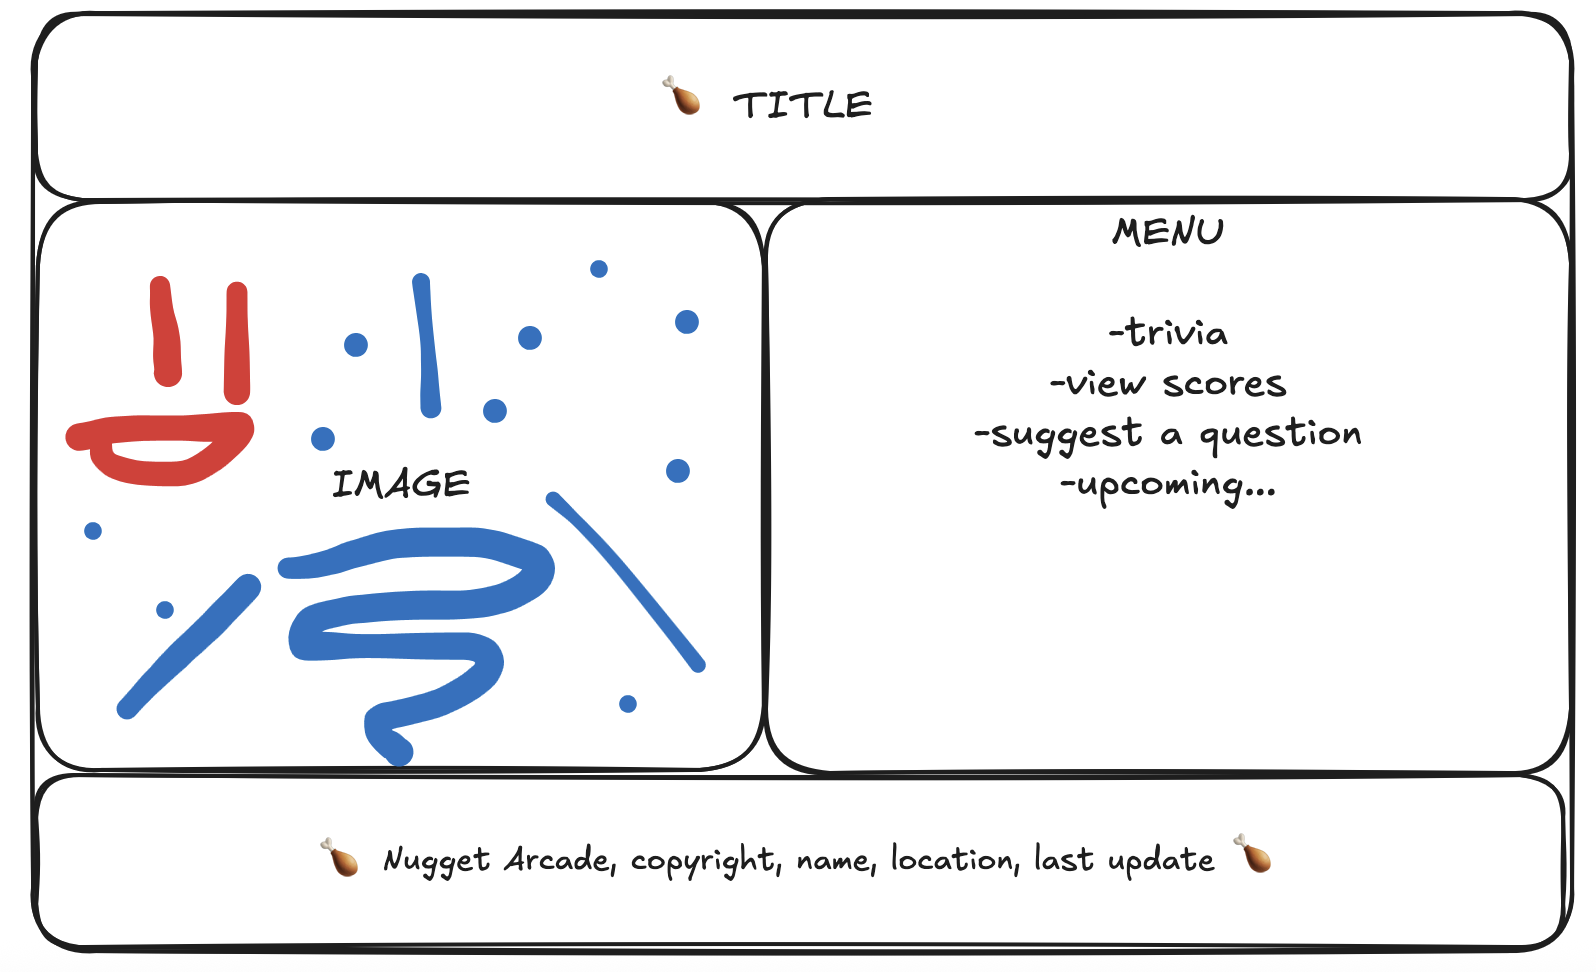 🍗 TITLE
IMAGE
MENU
-trivia
-view scores
-suggest a question
-upcoming...
🍗 Nugget Arcade, copyright, name, location, last update 🍗